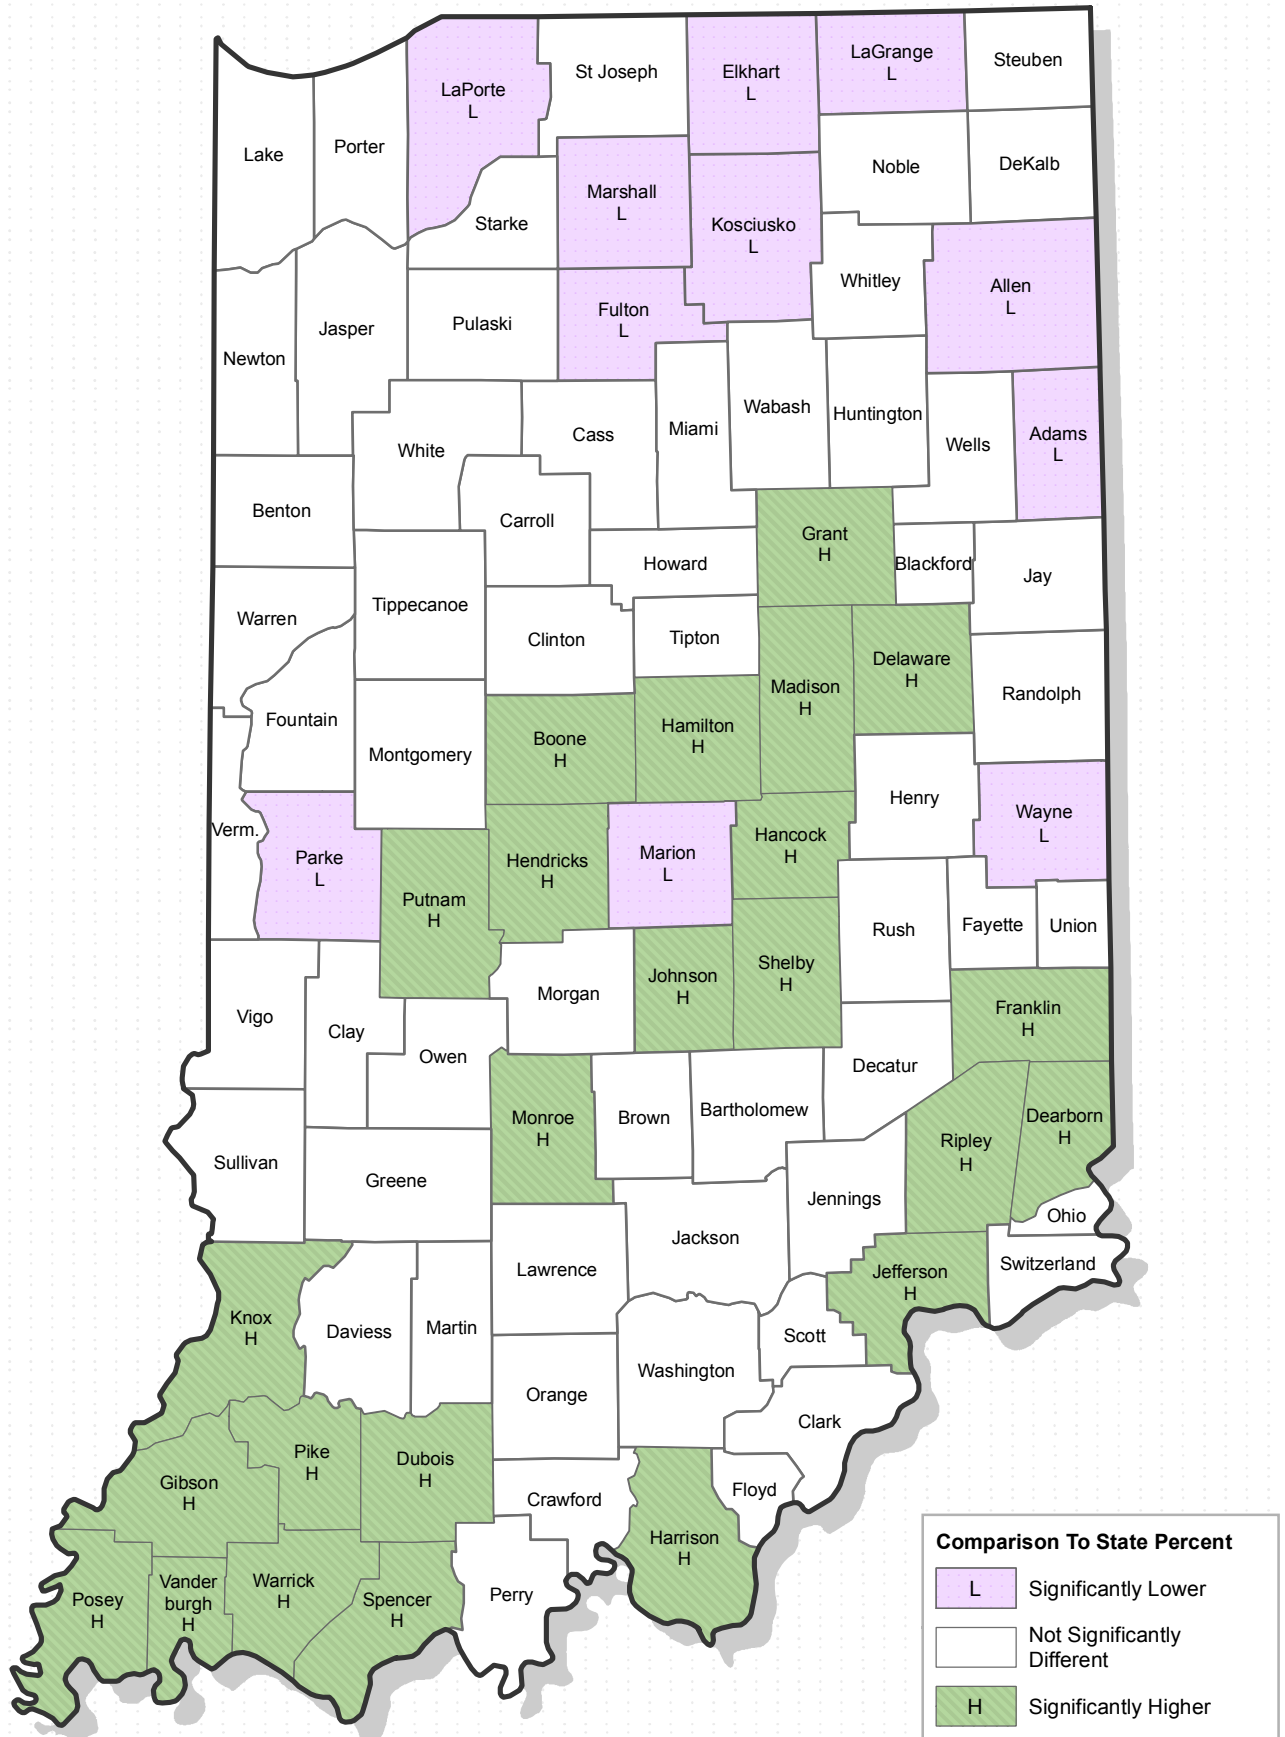 LaPorte
L
St Joseph
Elkhart
L
LaGrange
L
Steuben
Lake
Porter
Noble
DeKalb
Starke
Marshall
L
Kosciusko
L
Whitley
Allen
L
Newton
Jasper
Pulaski
Fulton
L
White
Cass
Miami
Wabash
Huntington
Wells
Adams
L
Benton
Carroll
Howard
Grant
H
Blackford
Jay
Warren
Tippecanoe
Clinton
Tipton
Madison
H
Delaware
H
Randolph
Fountain
Montgomery
Boone
H
Hamilton
H
Henry
Wayne
L
Verm.
Parke
L
Putnam
H
Hendricks
H
Marion
L
Hancock
H
Rush
Fayette
Union
Vigo
Clay
Owen
Morgan
Johnson
H
Shelby
H
Franklin
H
Decatur
Monroe
H
Brown
Bartholomew
Ripley
H
Dearborn
H
Sullivan
Greene
Jennings
Ohio
Lawrence
Jackson
Jefferson
H
Switzerland
Knox
H
Daviess
Martin
Scott
Washington
Orange
Clark
Gibson
H
Pike
H
Dubois
H
Crawford
Floyd
Harrison
H
Posey
H
Vander
burgh
H
Warrick
H
Spencer
H
Perry
Comparison To State Percent
L Significantly Lower
Not Significantly
Different
H Significantly Higher